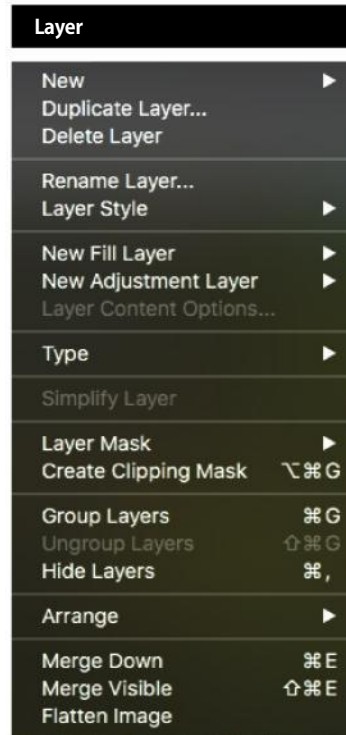 Layer
New ▶
Duplicate Layer...
Delete Layer
Rename Layer...
Layer Style ▶
New Fill Layer ▶
New Adjustment Layer ▶
Layer Content Options...
Type ▶
Simplify Layer
Layer Mask ▶
Create Clipping Mask ⌥⌘G
Group Layers ⌘G
Ungroup Layers ⇧⌘G
Hide Layers ⌘,
Arrange ▶
Merge Down ⌘E
Merge Visible ⇧⌘E
Flatten Image